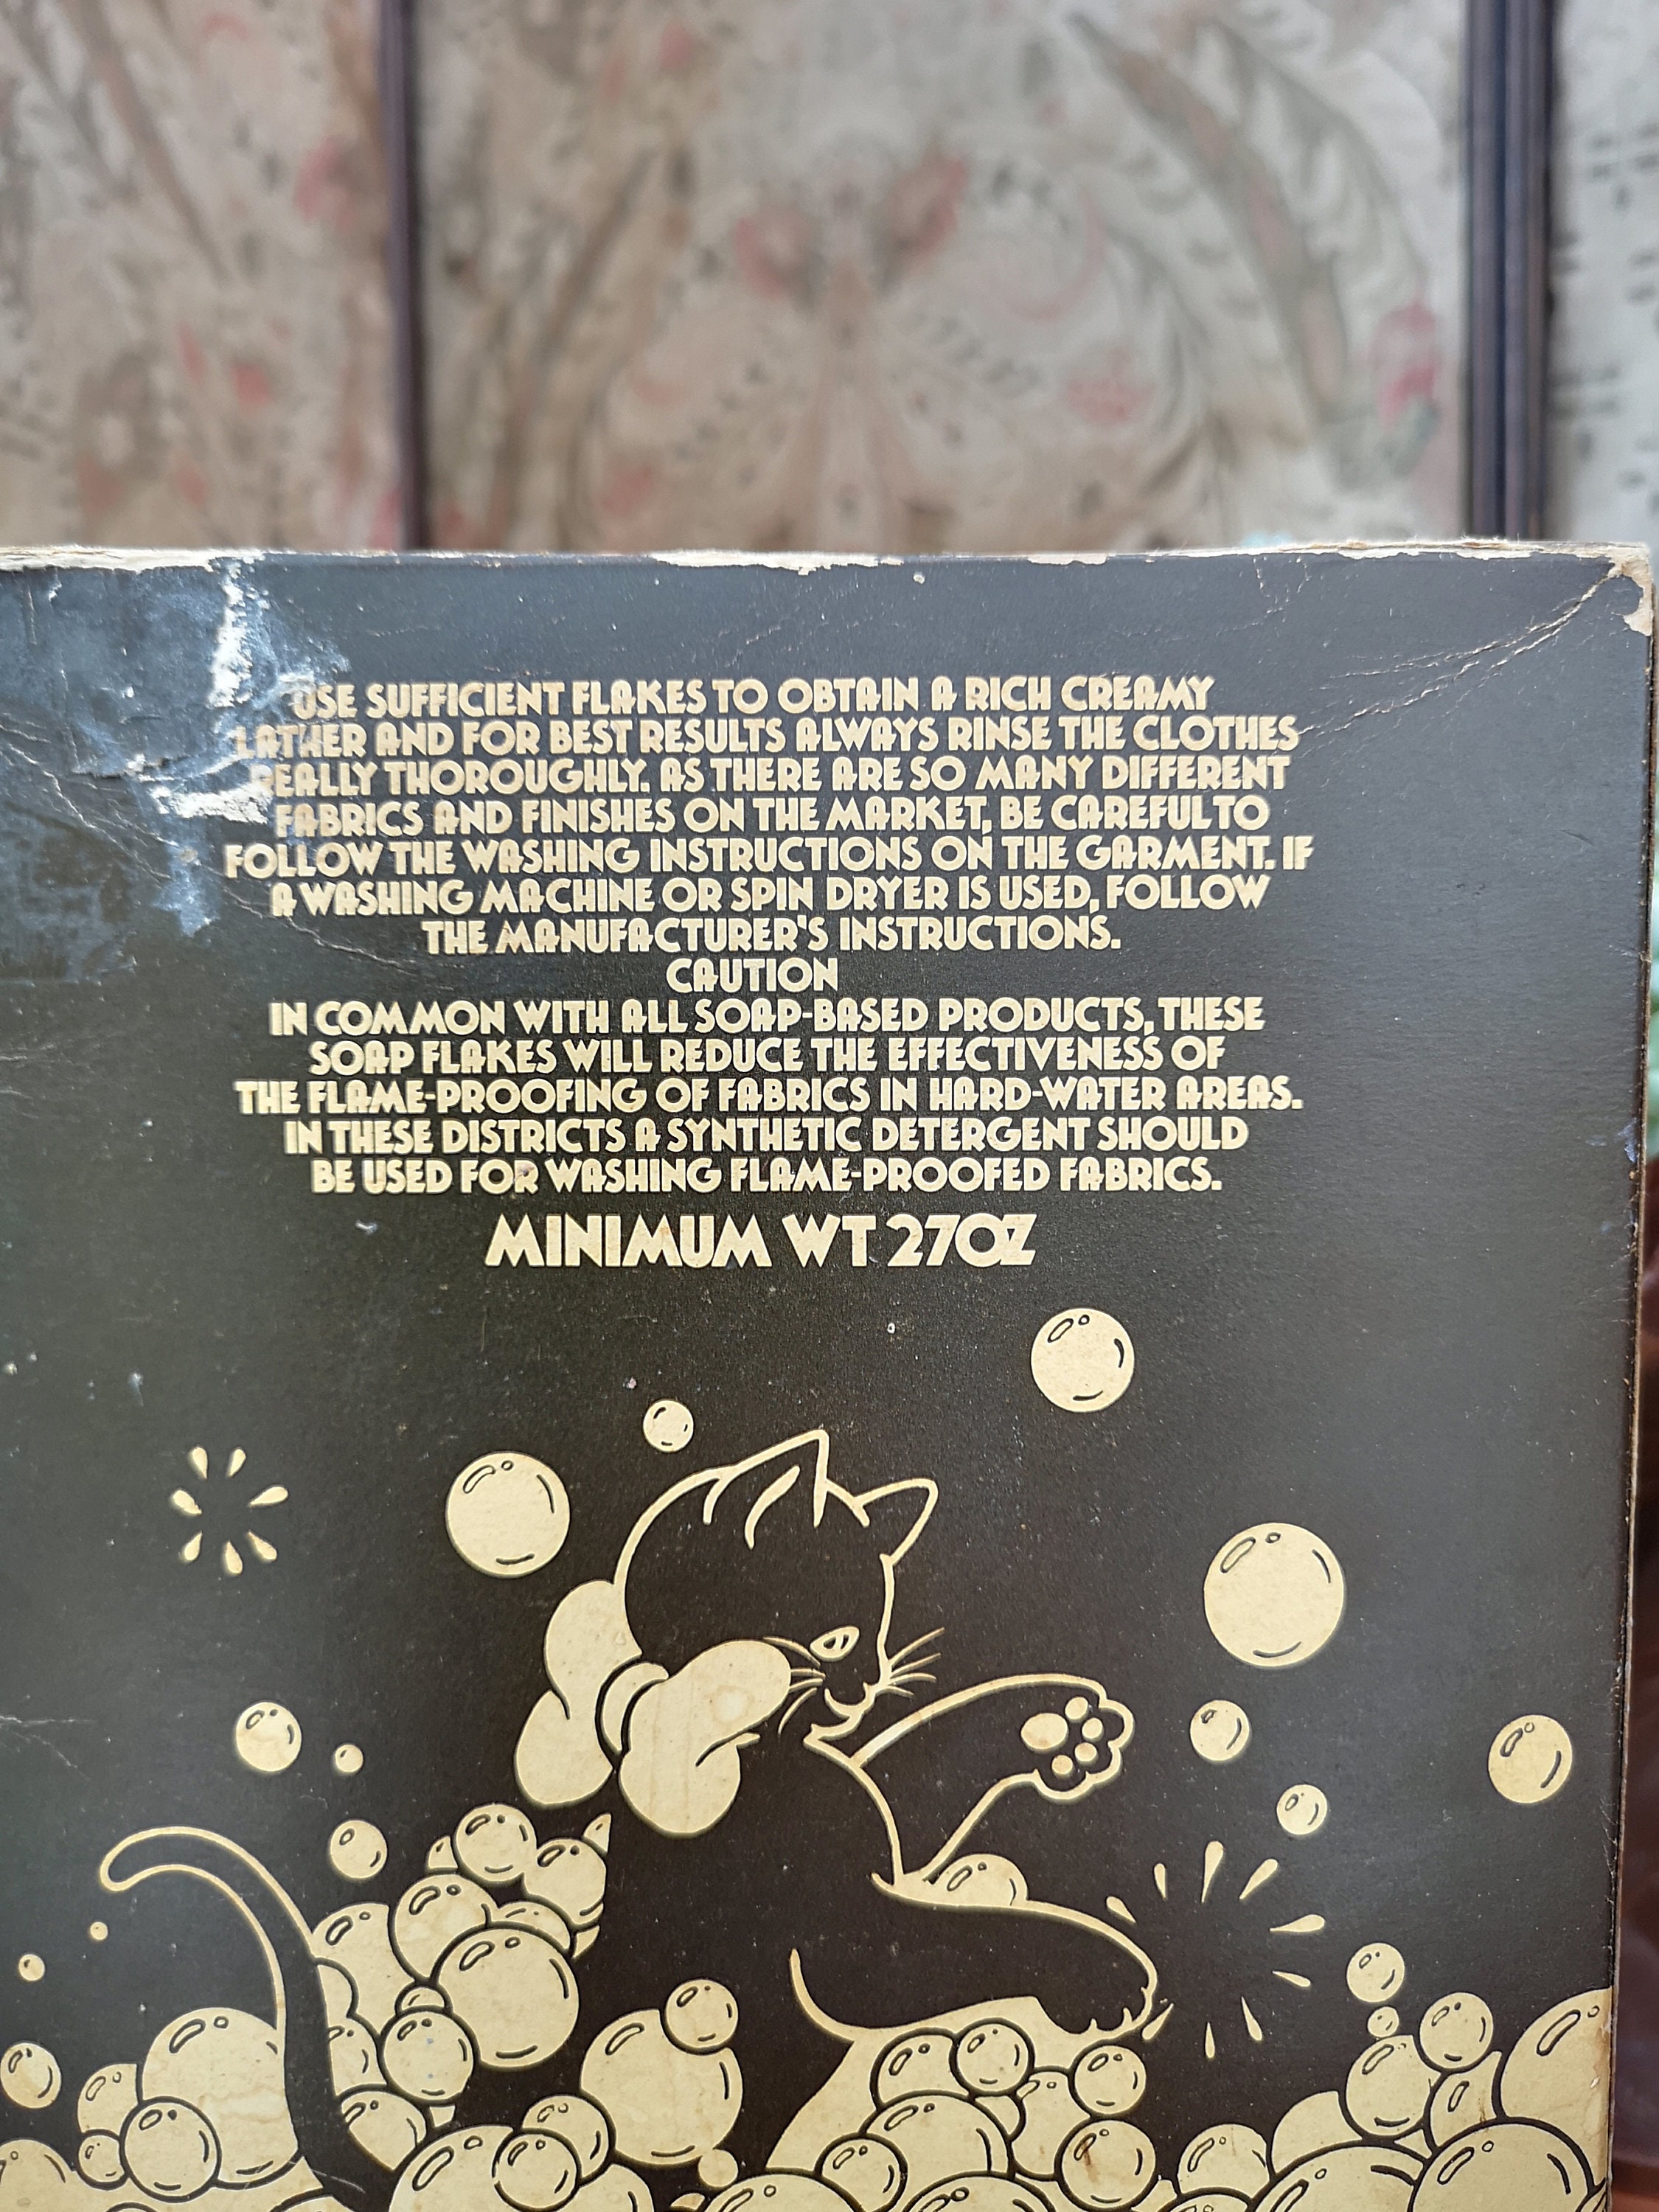 USE SUFFICIENT FLAKES TO OBTAIN A RICH CREAMY
LATHER AND FOR BEST RESULTS ALWAYS RINSE THE CLOTHES
REALLY THOROUGHLY. AS THERE ARE SO MANY DIFFERENT
FABRICS AND FINISHES ON THE MARKET, BE CAREFUL TO
FOLLOW THE WASHING INSTRUCTIONS ON THE GARMENT. IF
A WASHING MACHINE OR SPIN DRYER IS USED, FOLLOW
THE MANUFACTURER'S INSTRUCTIONS.
CAUTION
IN COMMON WITH ALL SOAP-BASED PRODUCTS, THESE
SOAP FLAKES WILL REDUCE THE EFFECTIVENESS OF
THE FLAME-PROOFING OF FABRICS IN HARD-WATER AREAS.
IN THESE DISTRICTS A SYNTHETIC DETERGENT SHOULD
BE USED FOR WASHING FLAME-PROOFED FABRICS.
MINIMUM WT 27OZ